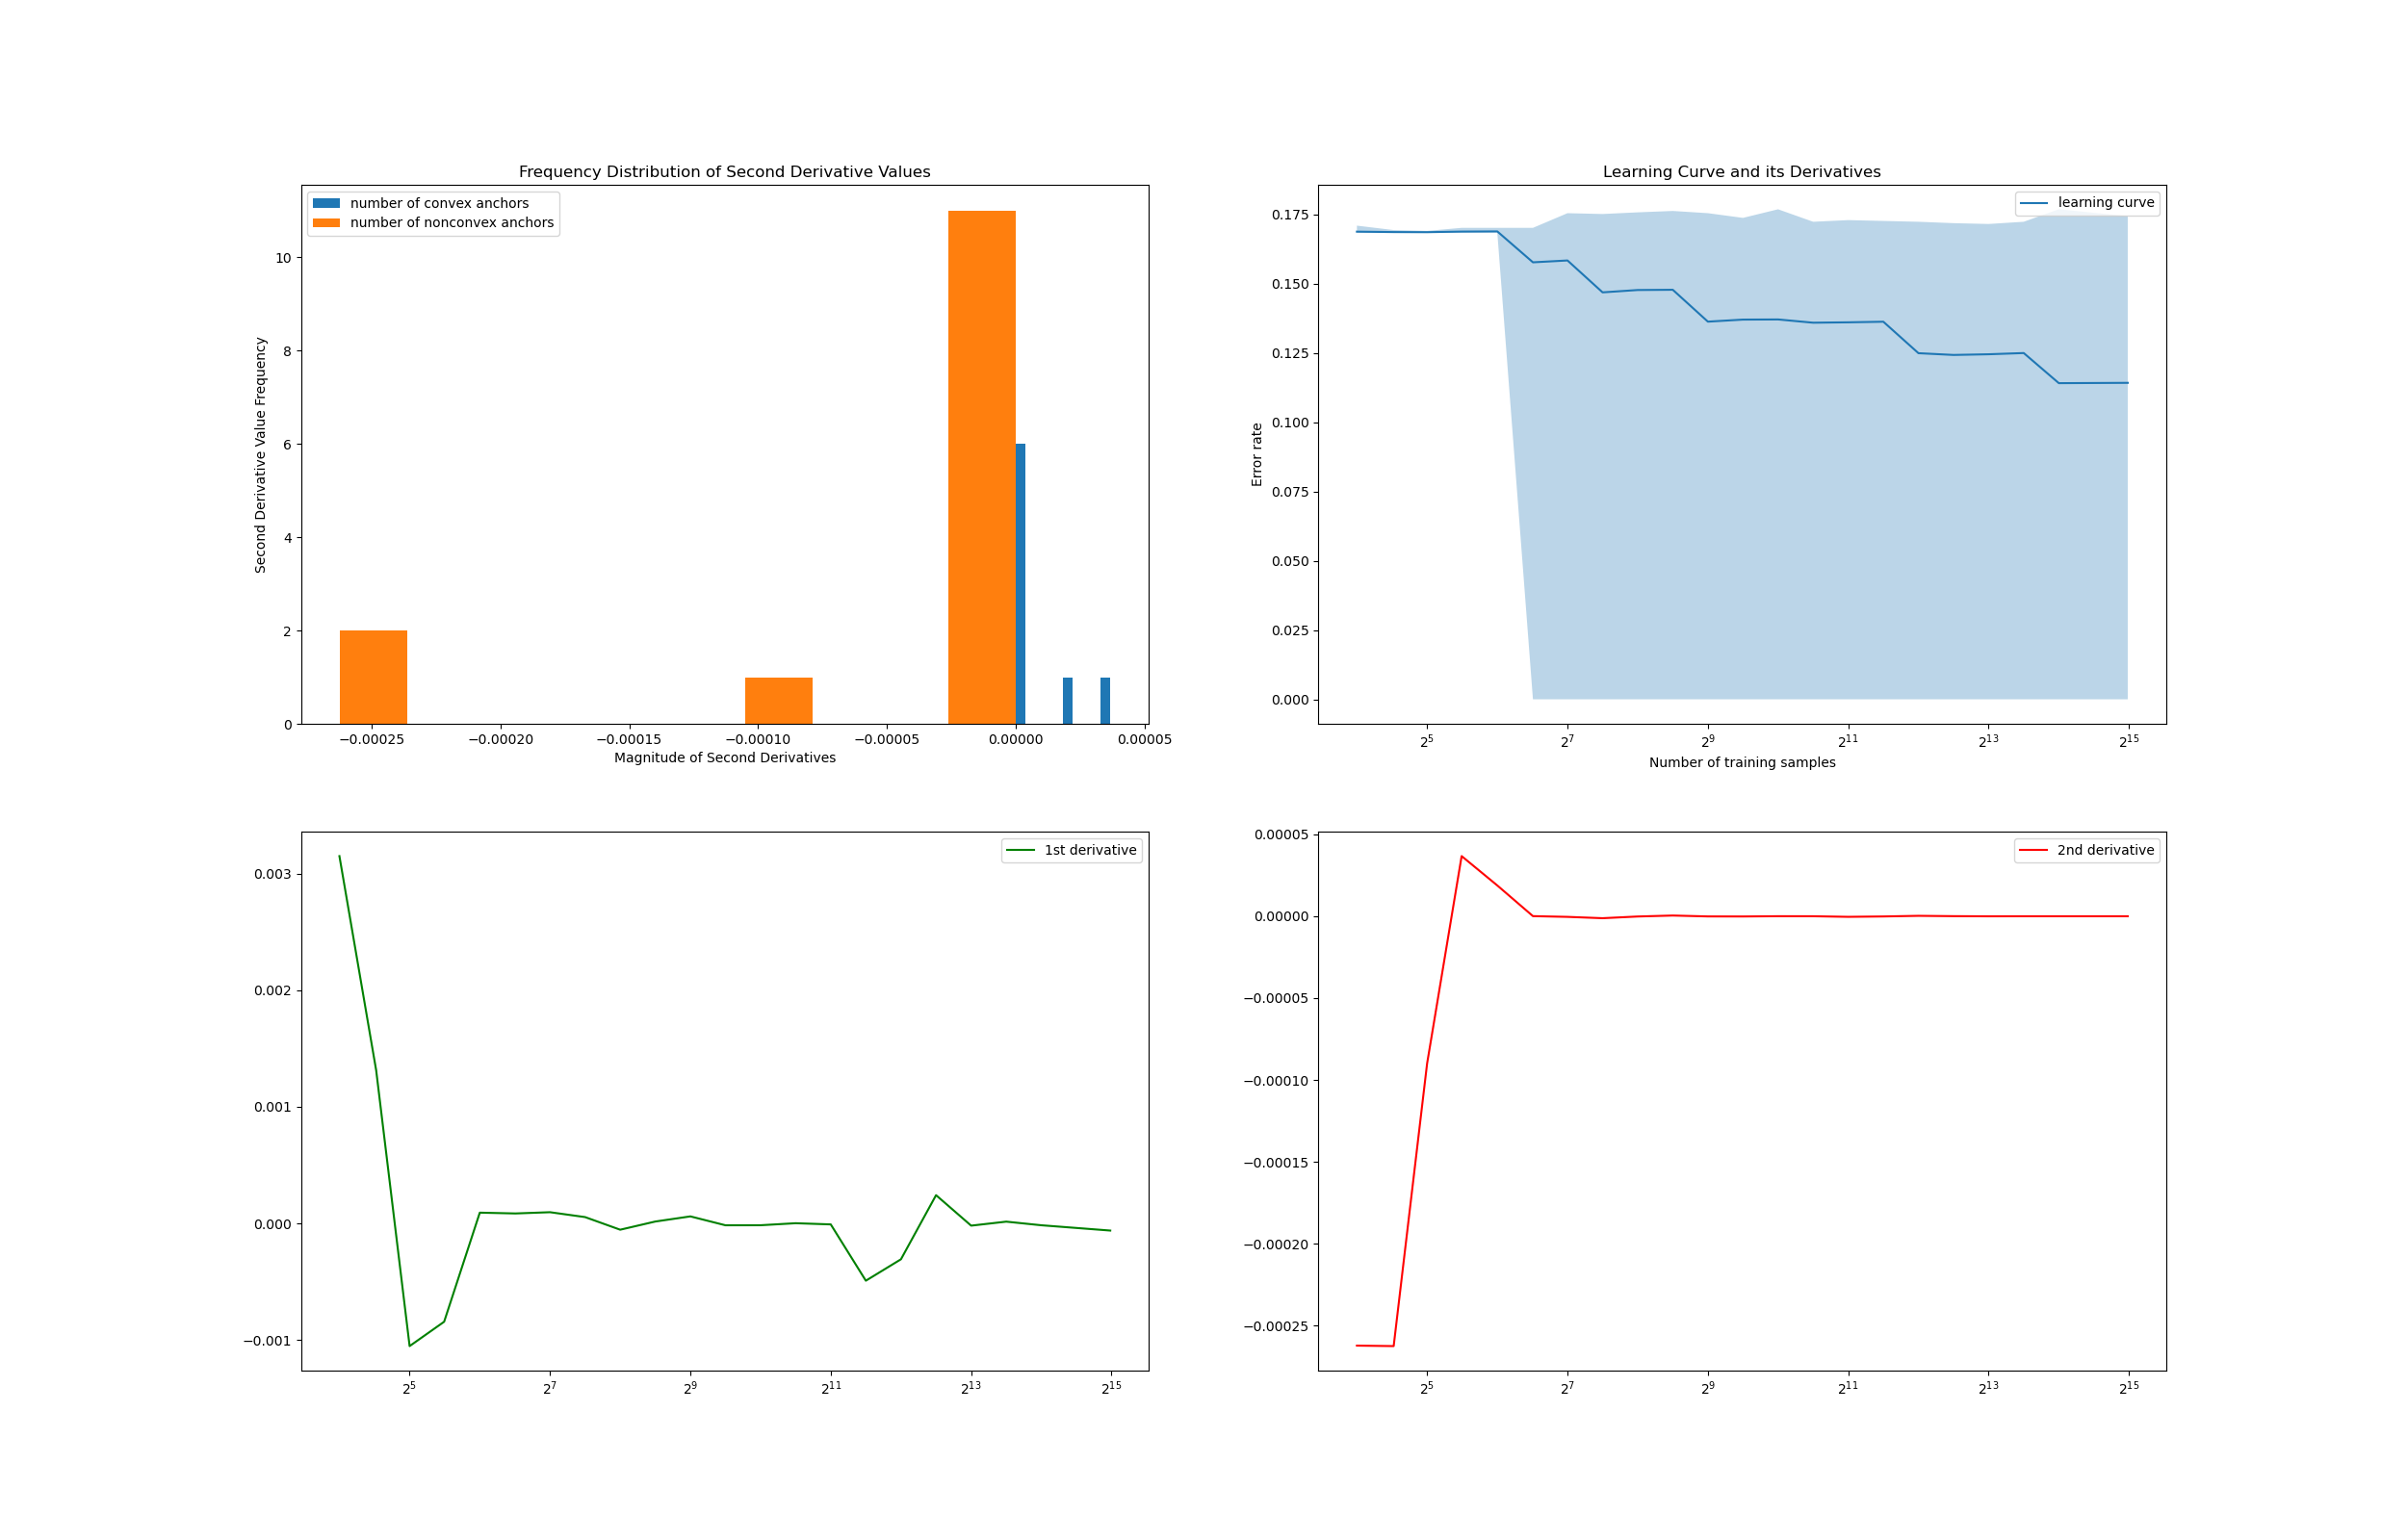 Frequency Distribution of Second Derivative Values
number of convex anchors
number of nonconvex anchors
Second Derivative Value Frequency
10
8
6
4
2
0
−0.00025 −0.00020 −0.00015 −0.00010 −0.00005 0.00000 0.00005
Magnitude of Second Derivatives
Learning Curve and its Derivatives
learning curve
Error rate
0.175
0.150
0.125
0.100
0.075
0.050
0.025
0.000
2^5 2^7 2^9 2^11 2^13 2^15
Number of training samples
1st derivative
0.003
0.002
0.001
0.000
−0.001
2^5 2^7 2^9 2^11 2^13 2^15
2nd derivative
0.00005
0.00000
−0.00005
−0.00010
−0.00015
−0.00020
−0.00025
2^5 2^7 2^9 2^11 2^13 2^15